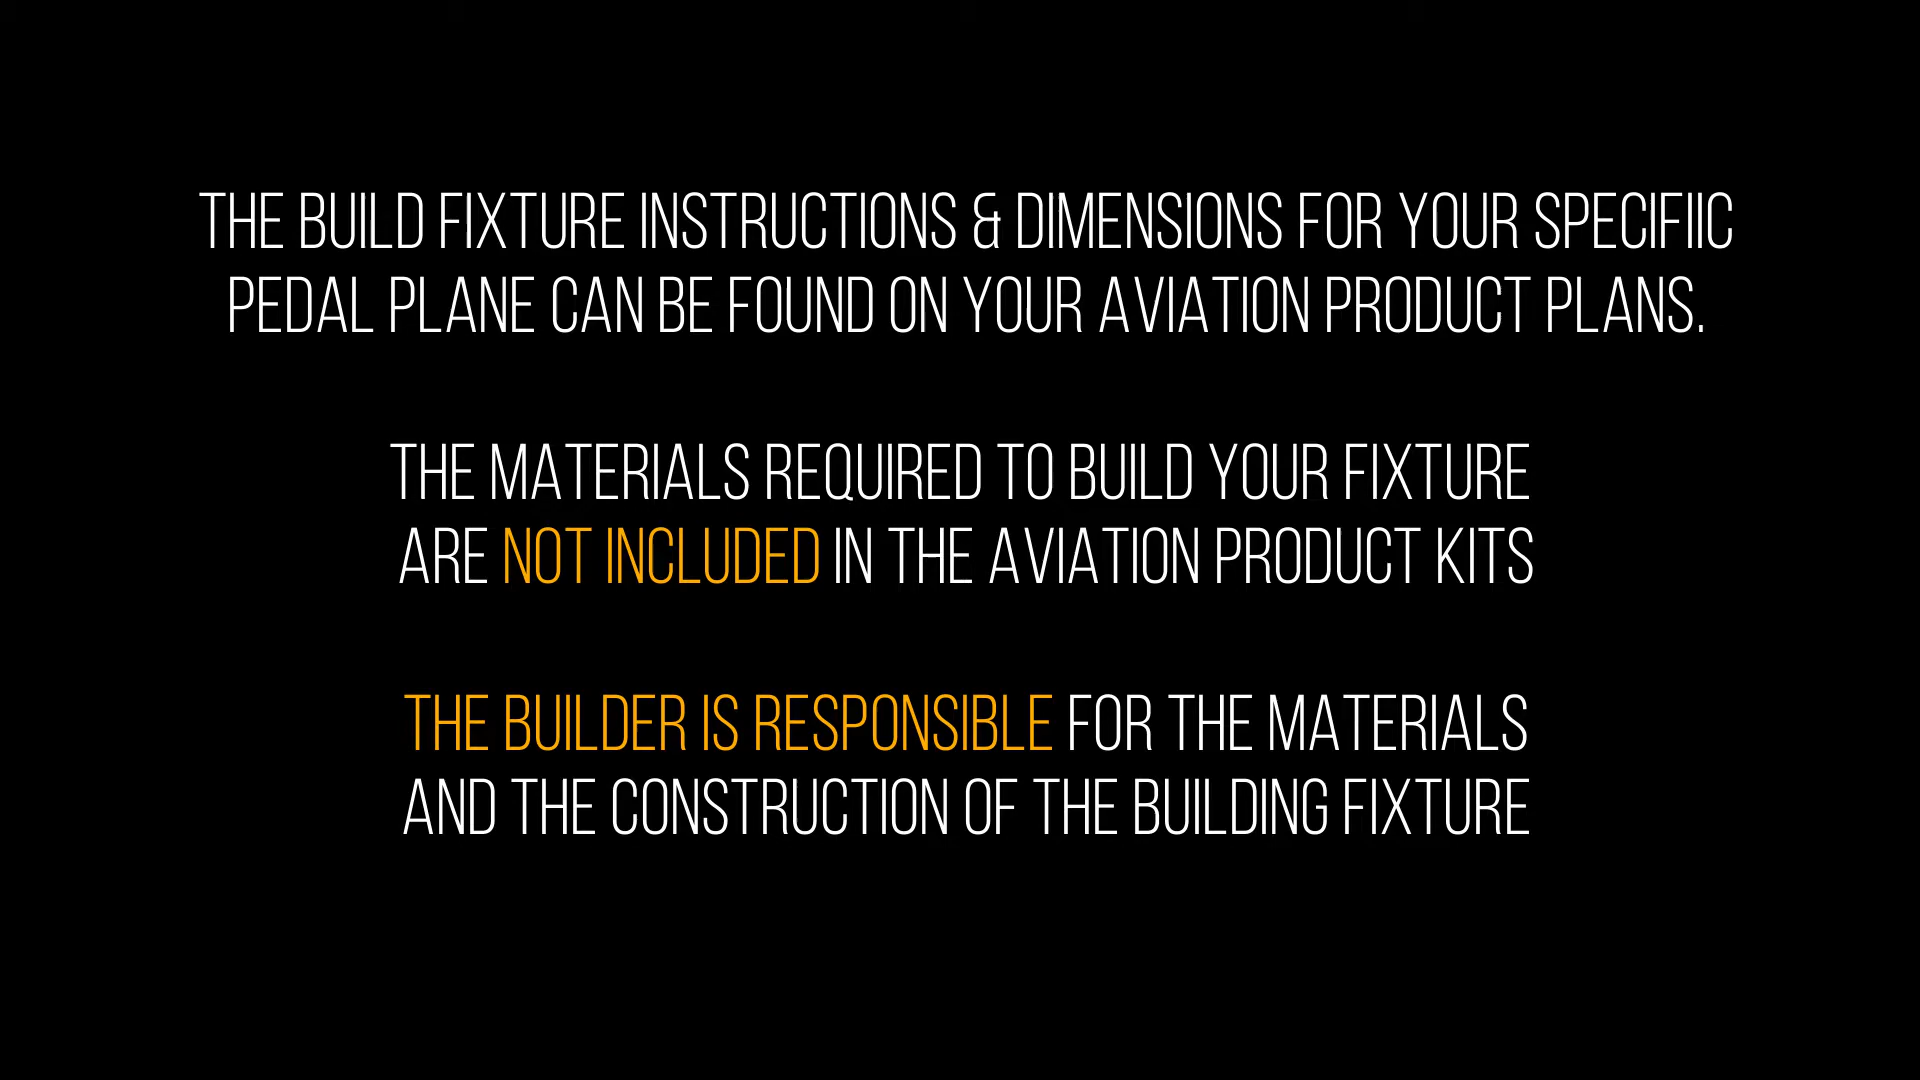 THE BUILD FIXTURE INSTRUCTIONS & DIMENSIONS FOR YOUR SPECIFIIC
PEDAL PLANE CAN BE FOUND ON YOUR AVIATION PRODUCT PLANS.
THE MATERIALS REQUIRED TO BUILD YOUR FIXTURE
ARE NOT INCLUDED IN THE AVIATION PRODUCT KITS
THE BUILDER IS RESPONSIBLE FOR THE MATERIALS
AND THE CONSTRUCTION OF THE BUILDING FIXTURE